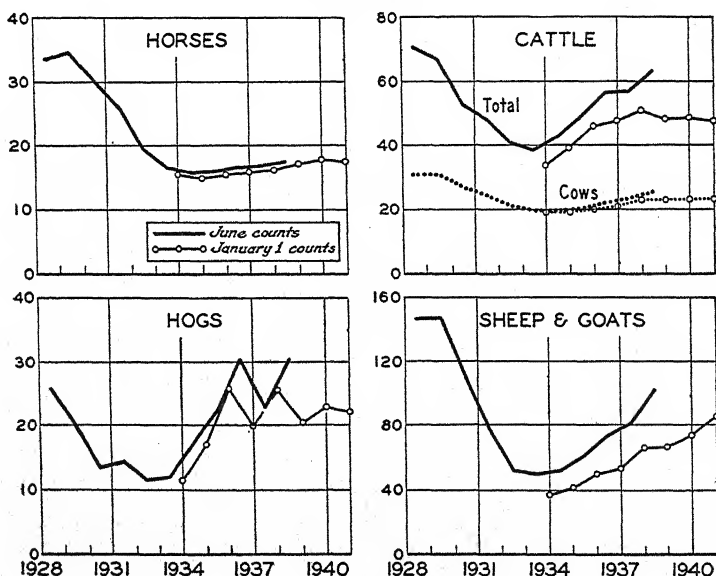 HORSES
40
30
20
10
0
June counts
January 1 counts
CATTLE
80
60
40
20
0
Total
Cows
HOGS
40
30
20
10
0
1928 1931 1934 1937 1940
SHEEP & GOATS
160
120
80
40
0
1928 1931 1934 1937 1940